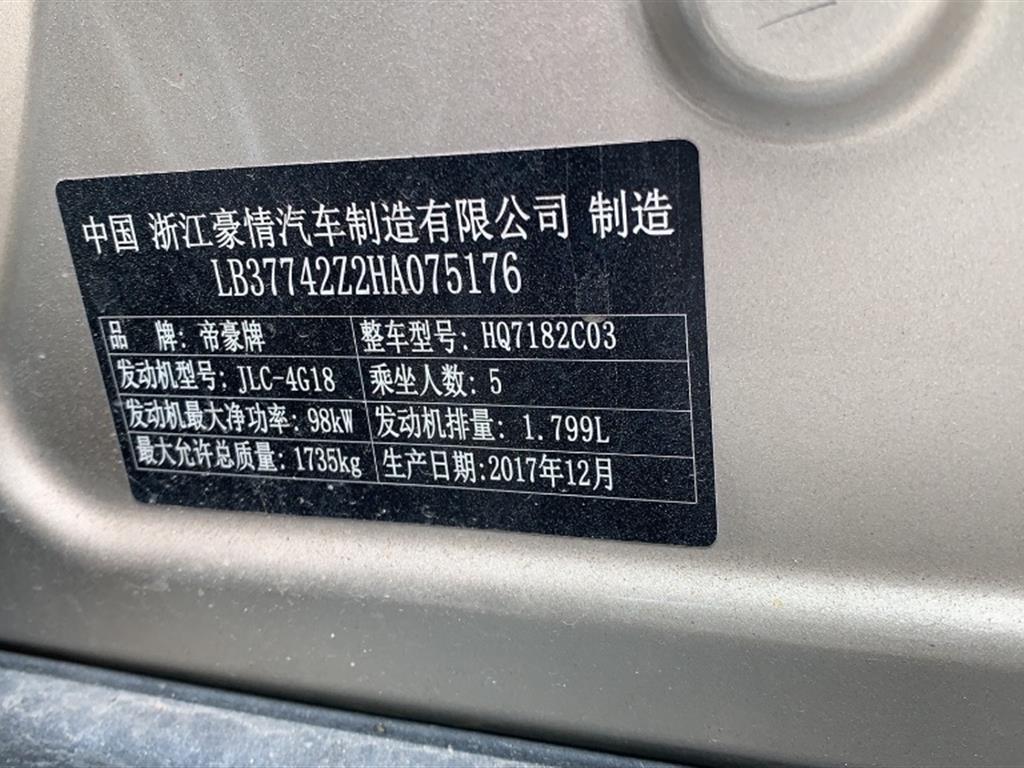 中国 浙江豪情汽车制造有限公司 制造
LB37742Z2HA075176
品 牌: 帝豪牌 整车型号: HQ7182C03
发动机型号: JLC-4G18 乘坐人数: 5
发动机最大净功率: 98kW 发动机排量: 1.799L
最大允许总质量: 1735kg 生产日期:2017年12月